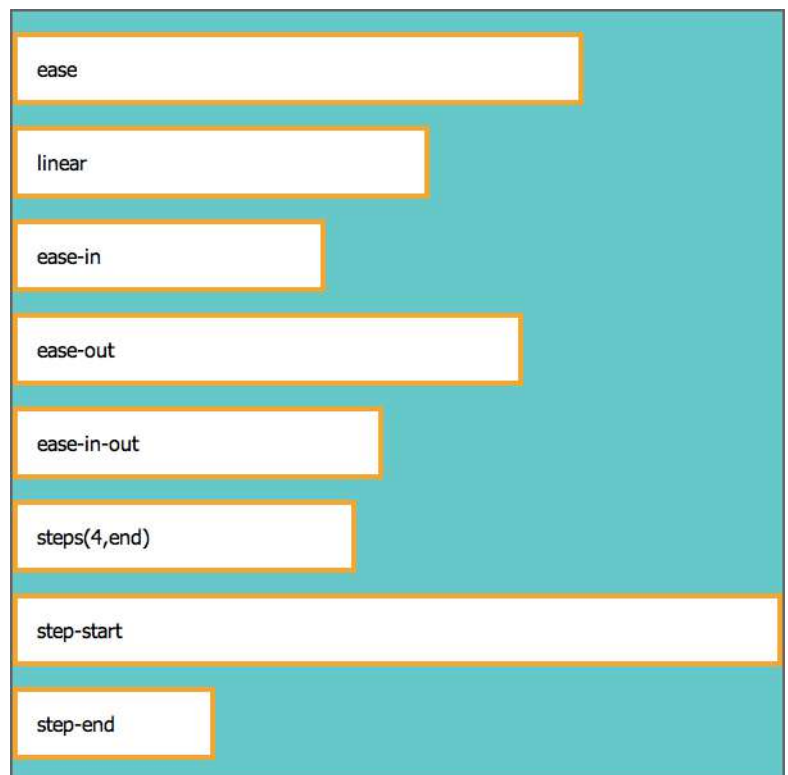 ease
linear
ease-in
ease-out
ease-in-out
steps(4,end)
step-start
step-end